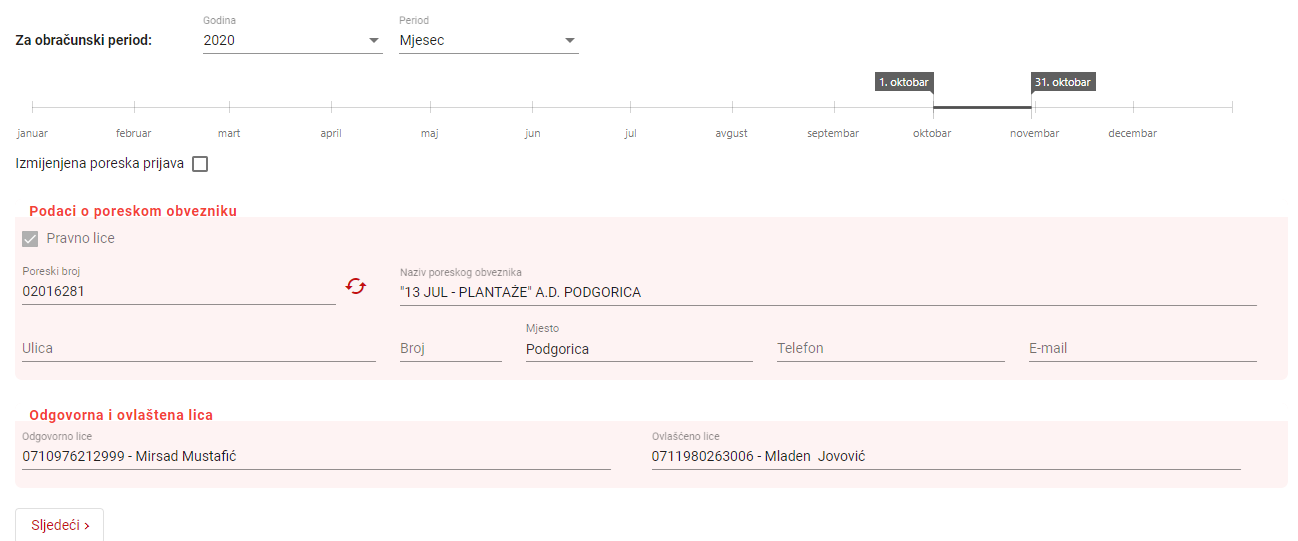 Godina
Period
Za obračunski period:
2020
Mjesec
1. oktobar
31. oktobar
januar
februar
mart
april
maj
jun
jul
avgust
septembar
oktobar
novembar
decembar
Izmijenjena poreska prijava
Podaci o poreskom obvezniku
Pravno lice
Poreski broj
Naziv poreskog obveznika
02016281
"13 JUL - PLANTAŽE" A.D. PODGORICA
Mjesto
Ulica
Broj
Podgorica
Telefon
E-mail
Odgovorna i ovlaštena lica
Odgovorno lice
Ovlašćeno lice
0710976212999 - Mirsad Mustafić
0711980263006 - Mladen  Jovović
Sljedeći ›